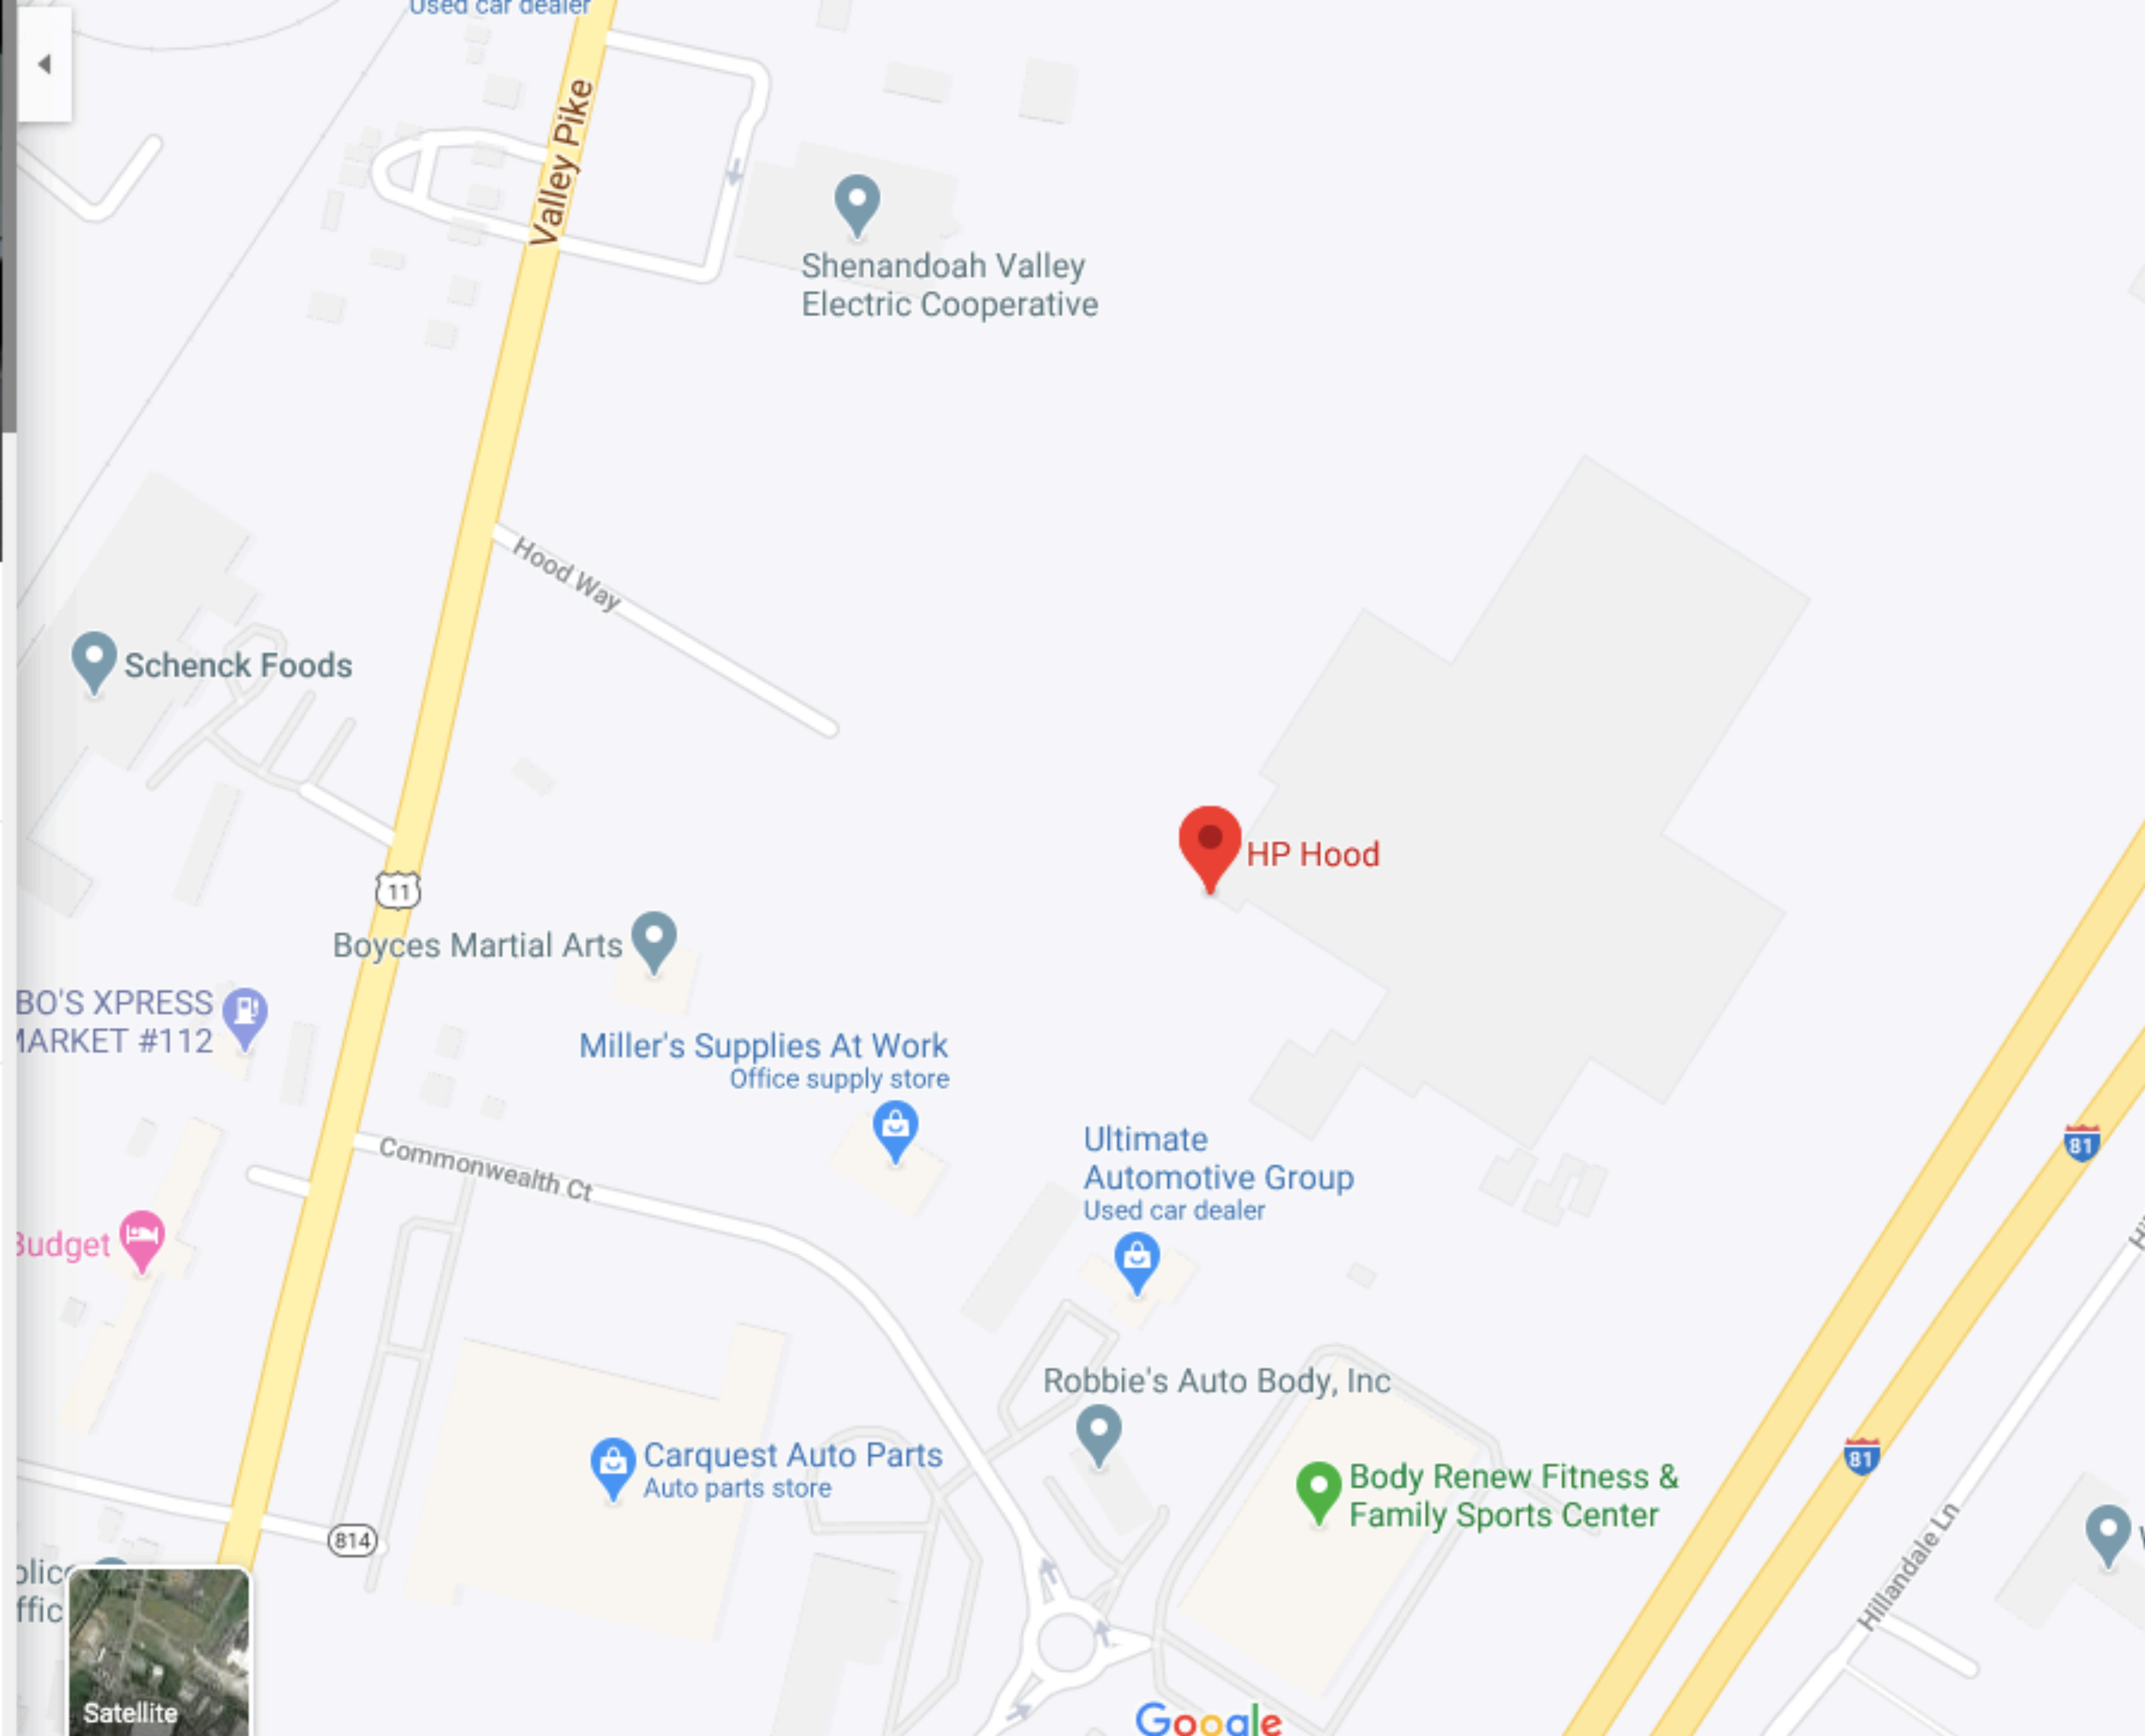 Used car dealer
Valley Pike
Shenandoah Valley
Electric Cooperative
Hood Way
Schenck Foods
HP Hood
11
Boyces Martial Arts
BO'S XPRESS
MARKET #112
Miller's Supplies At Work
Office supply store
Commonwealth Ct
Ultimate
Automotive Group
Used car dealer
81
Budget
Robbie's Auto Body, Inc
Carquest Auto Parts
Auto parts store
Body Renew Fitness &
Family Sports Center
81
814
Hillandale Ln
Satellite
Google